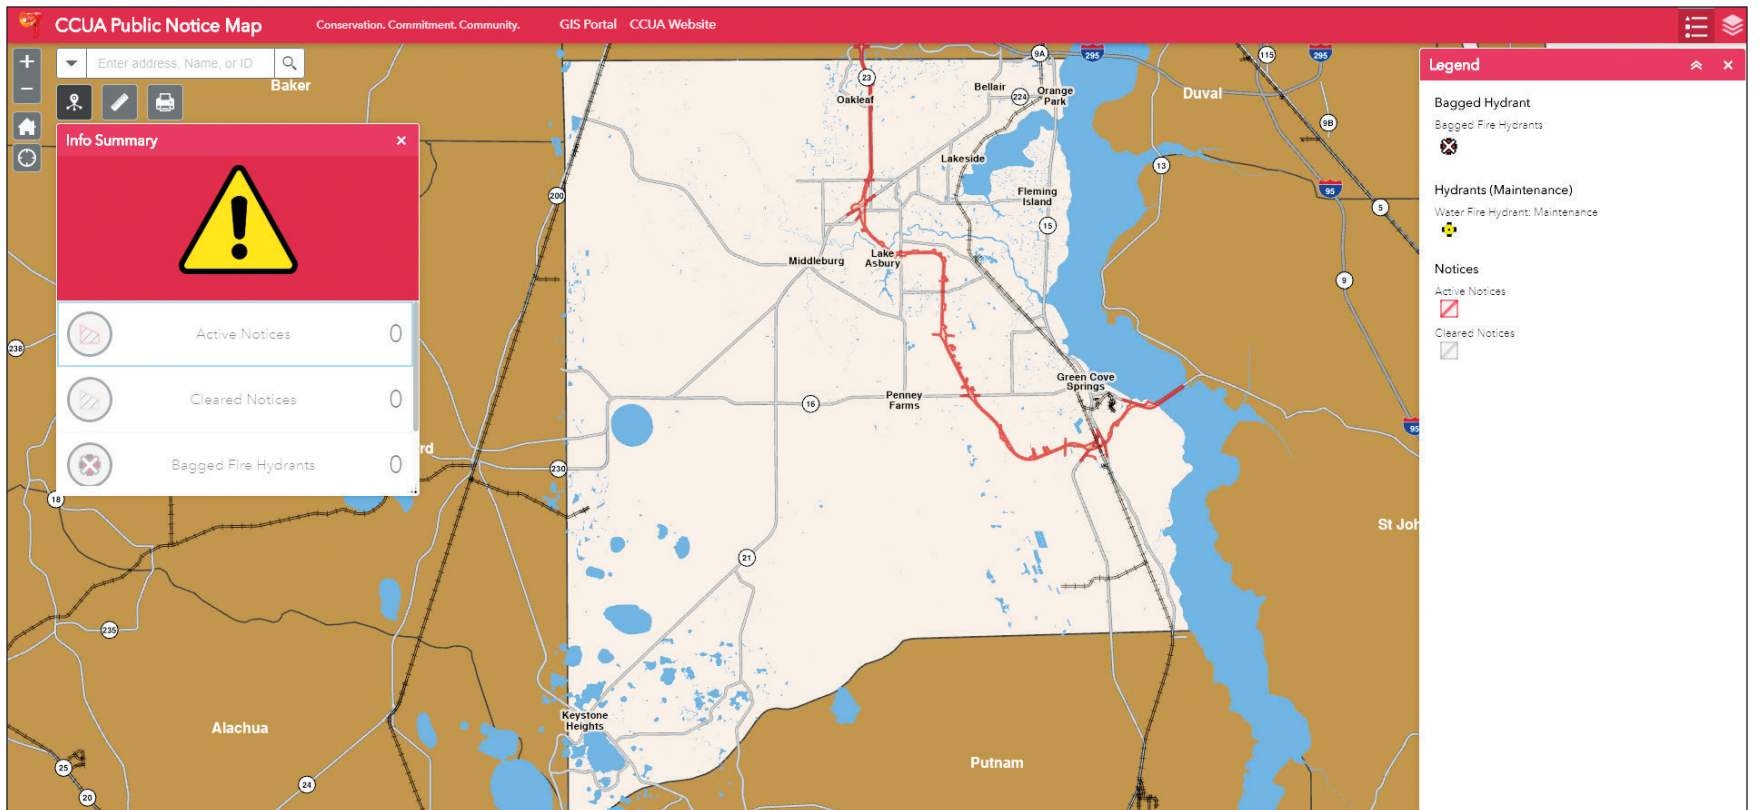 CCUA Public Notice Map
Conservation. Commitment. Community.
GIS Portal
CCUA Website
Enter address, Name, or ID
Info Summary
Active Notices
0
Cleared Notices
0
Bagged Fire Hydrants
0
Legend
Bagged Hydrant
Bagged Fire Hydrants
Hydrants (Maintenance)
Water Fire Hydrant: Maintenance
Notices
Active Notices
Cleared Notices
Baker
Duval
Bellair
Orange
Park
Oakleaf
Lakeside
Fleming
Island
Middleburg
Lake
Asbury
Penney
Farms
Green Cove
Springs
Keystone
Heights
Alachua
Putnam
St Joh
rd
9A
295
115
295
23
224
9B
13
95
5
200
15
9
238
16
95
230
18
21
235
25
24
20